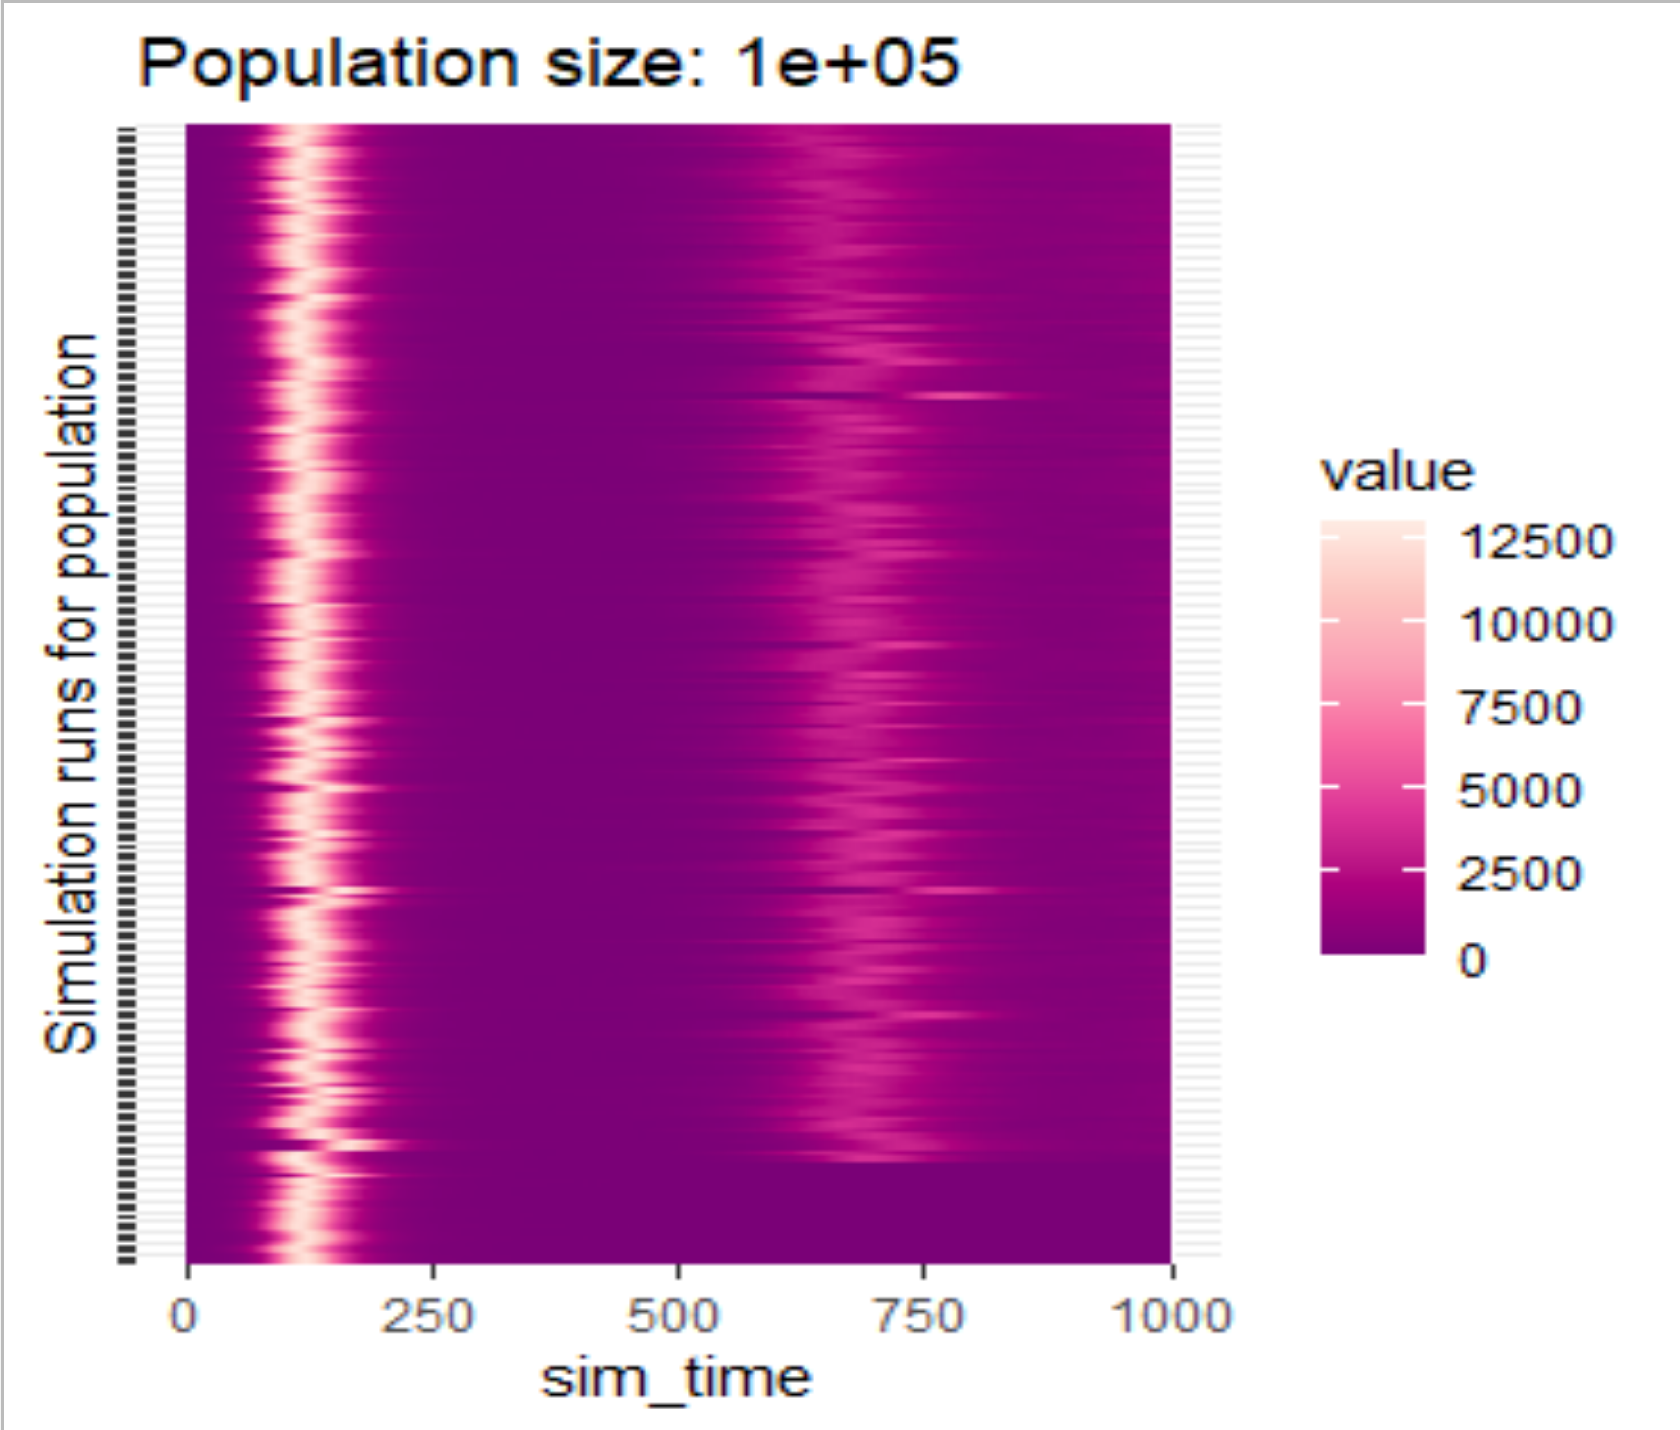 Population size: 1e+05
Simulation runs for population
value
12500
10000
7500
5000
2500
0
0 250 500 750 1000
sim_time